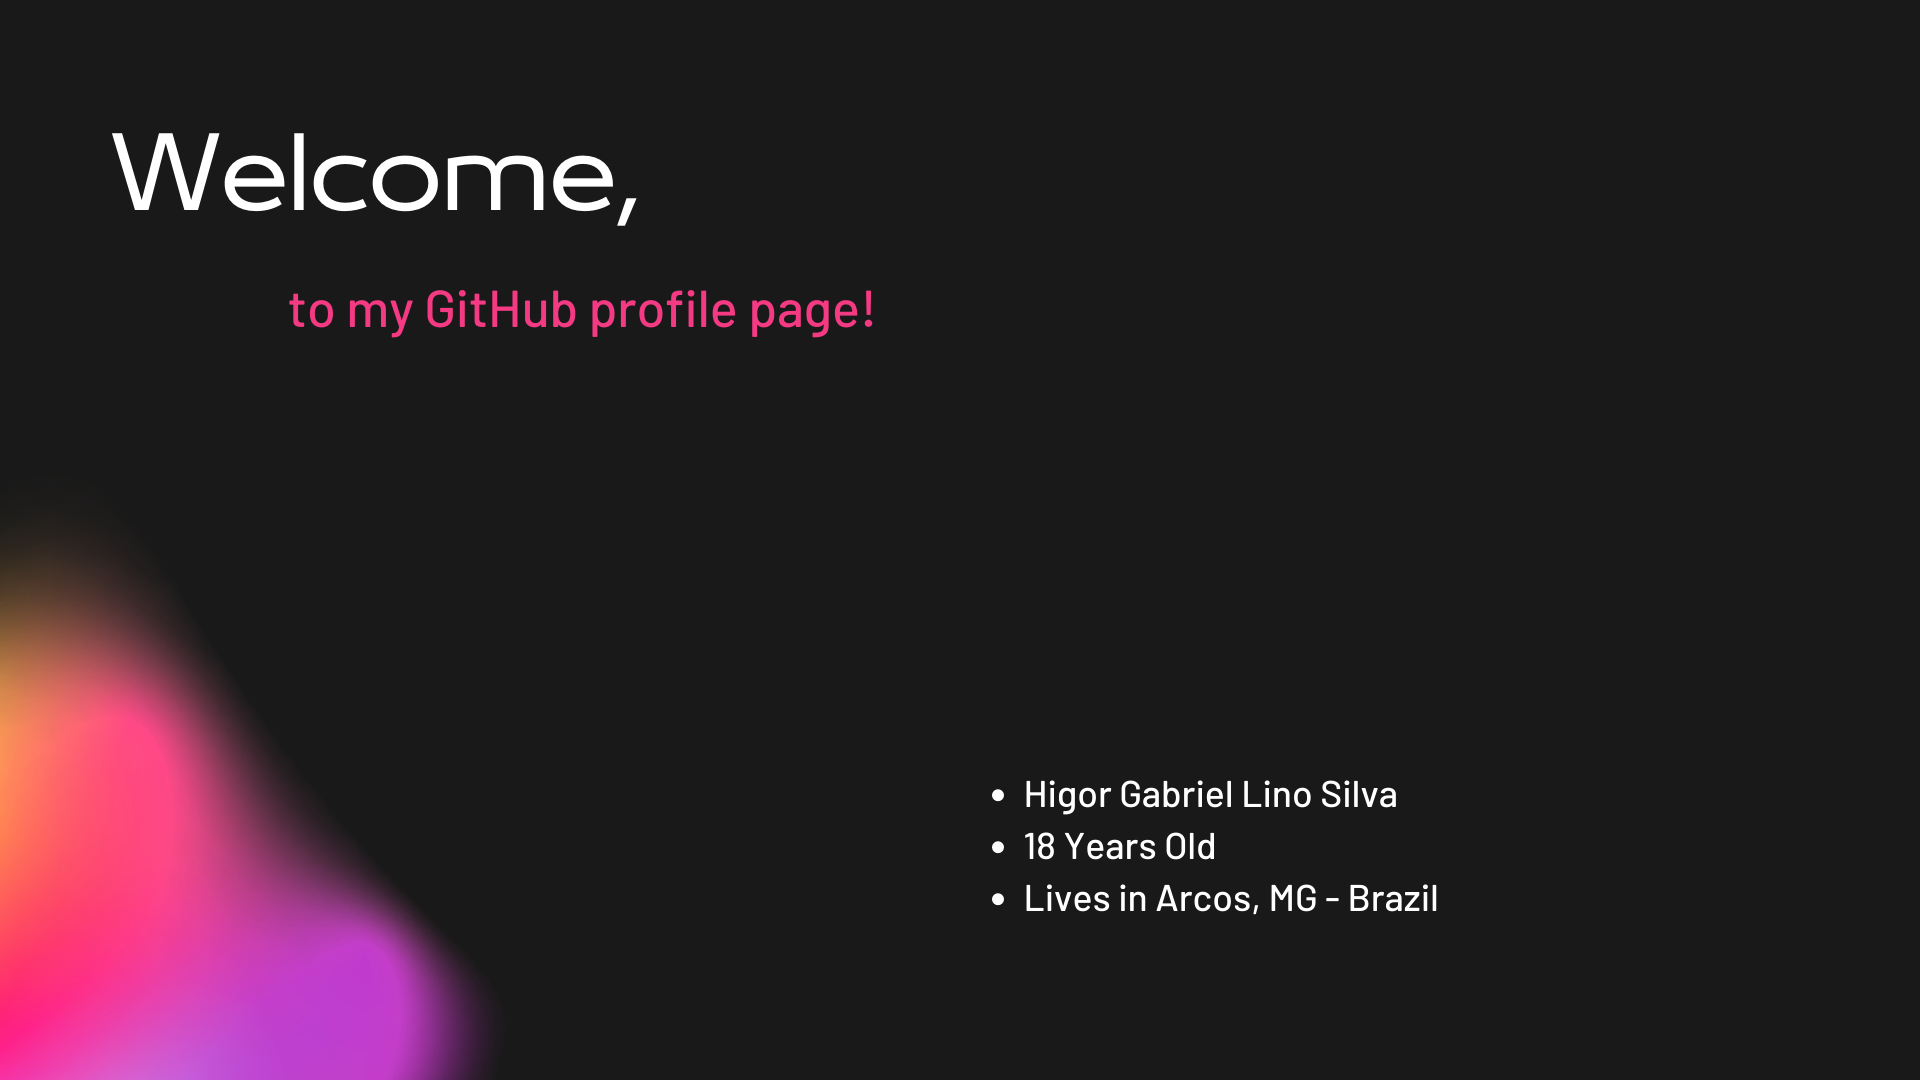 Welcome,
to my GitHub profile page!
• Higor Gabriel Lino Silva
• 18 Years Old
• Lives in Arcos, MG - Brazil